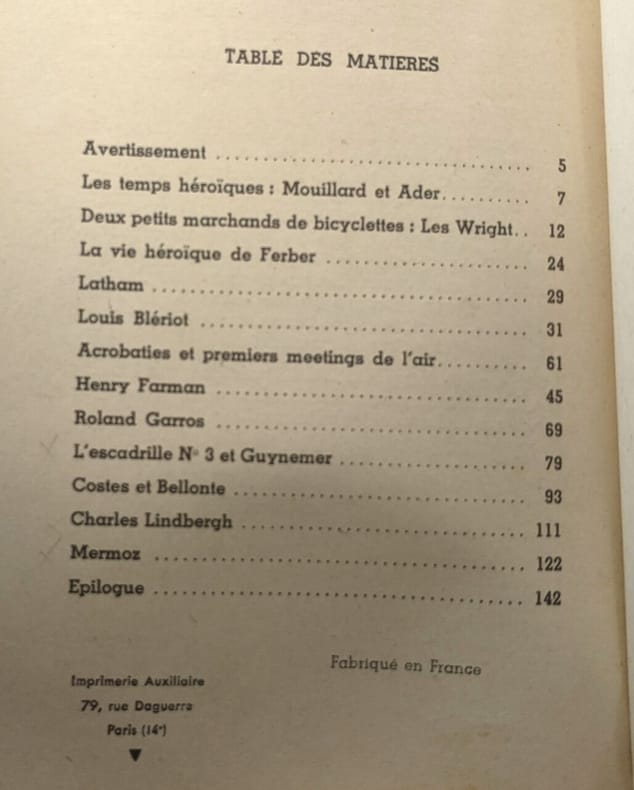 TABLE DES MATIERES
Avertissement ................................ 5
Les temps héroïques : Mouillard et Ader.......... 7
Deux petits marchands de bicyclettes : Les Wright.. 12
La vie héroïque de Ferber ..................... 24
Latham ...................................... 29
Louis Blériot ................................. 31
Acrobaties et premiers meetings de l'air.......... 61
Henry Farman ................................ 45
Roland Garros ................................ 69
L'escadrille N° 3 et Guynemer ................... 79
Costes et Bellonte .............................. 93
Charles Lindbergh ............................. 111
Mermoz ...................................... 122
Epilogue ...................................... 142
Fabriqué en France
Imprimerie Auxiliaire
79, rue Daguerre
Paris (14e)